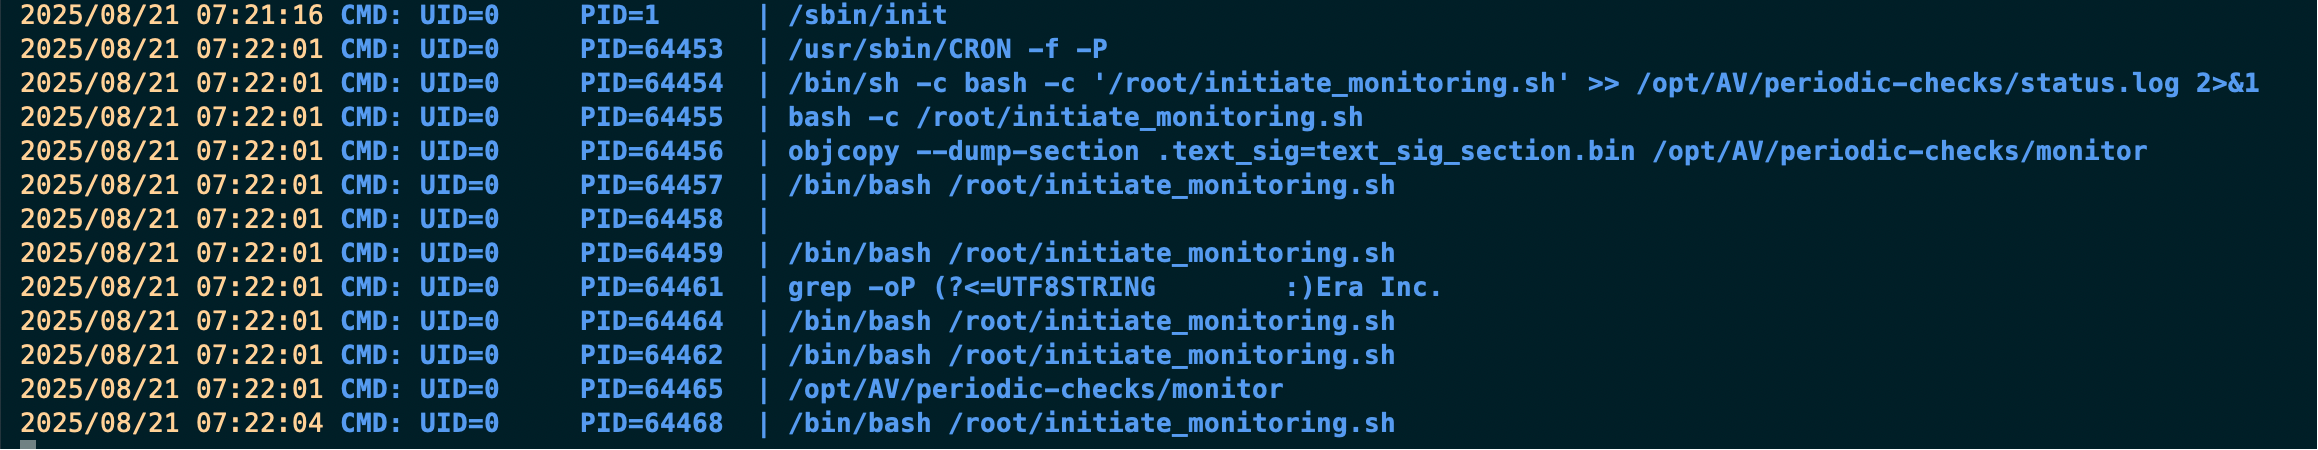 2025/08/21 07:21:16 CMD: UID=0     PID=1      | /sbin/init
2025/08/21 07:22:01 CMD: UID=0     PID=64453  | /usr/sbin/CRON -f -P
2025/08/21 07:22:01 CMD: UID=0     PID=64454  | /bin/sh -c bash -c '/root/initiate_monitoring.sh' >> /opt/AV/periodic-checks/status.log 2>&1
2025/08/21 07:22:01 CMD: UID=0     PID=64455  | bash -c /root/initiate_monitoring.sh
2025/08/21 07:22:01 CMD: UID=0     PID=64456  | objcopy --dump-section .text_sig=text_sig_section.bin /opt/AV/periodic-checks/monitor
2025/08/21 07:22:01 CMD: UID=0     PID=64457  | /bin/bash /root/initiate_monitoring.sh
2025/08/21 07:22:01 CMD: UID=0     PID=64458  |
2025/08/21 07:22:01 CMD: UID=0     PID=64459  | /bin/bash /root/initiate_monitoring.sh
2025/08/21 07:22:01 CMD: UID=0     PID=64461  | grep -oP (?<=UTF8STRING        :)Era Inc.
2025/08/21 07:22:01 CMD: UID=0     PID=64464  | /bin/bash /root/initiate_monitoring.sh
2025/08/21 07:22:01 CMD: UID=0     PID=64462  | /bin/bash /root/initiate_monitoring.sh
2025/08/21 07:22:01 CMD: UID=0     PID=64465  | /opt/AV/periodic-checks/monitor
2025/08/21 07:22:04 CMD: UID=0     PID=64468  | /bin/bash /root/initiate_monitoring.sh